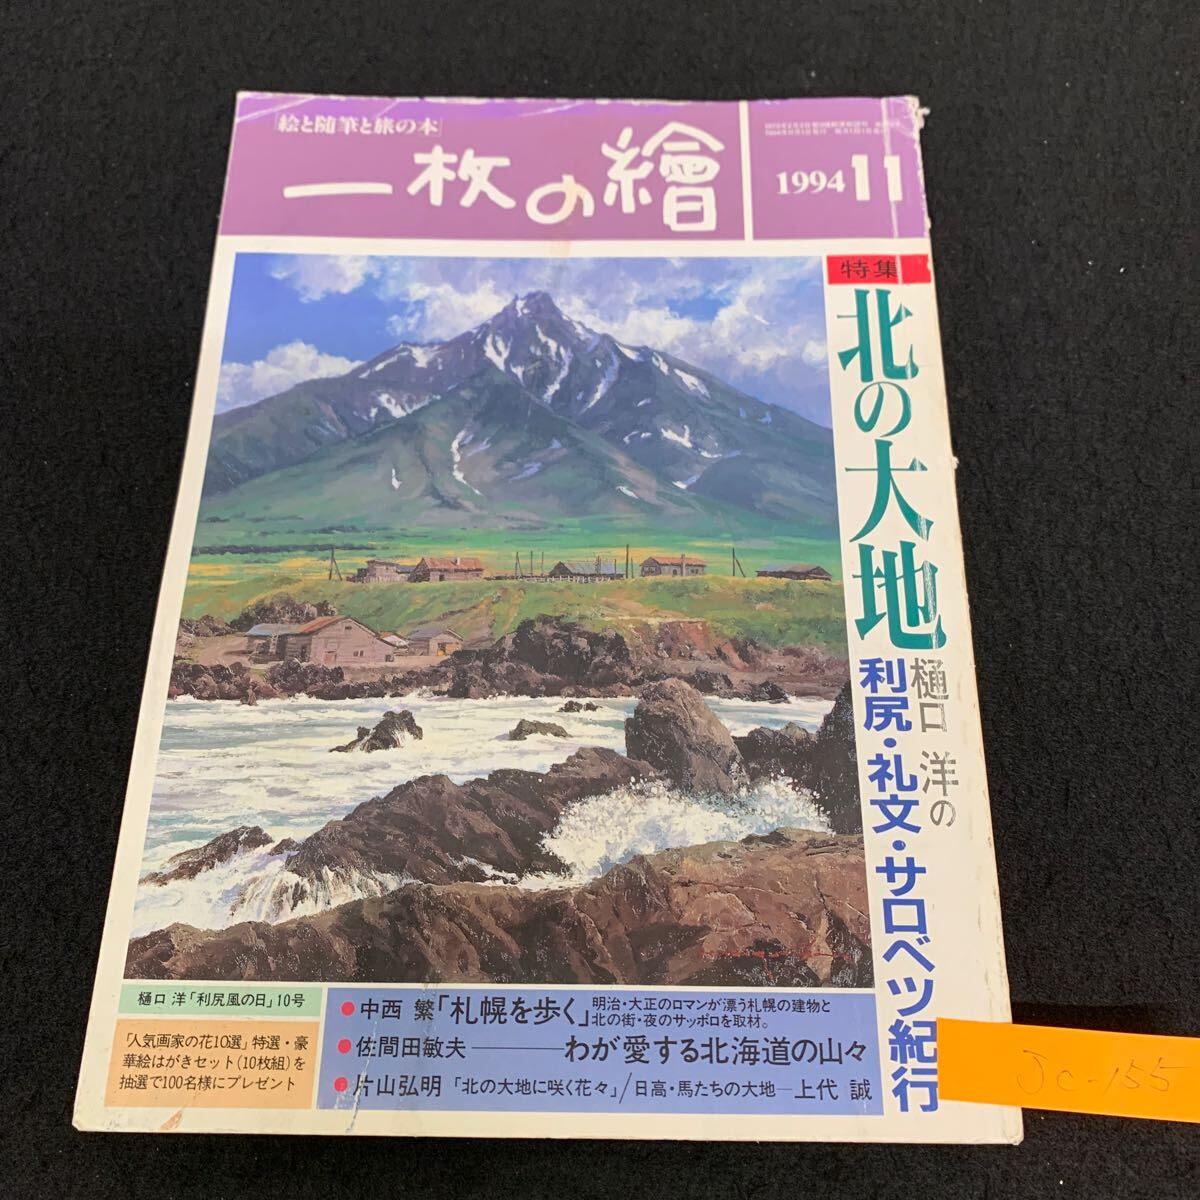 「絵と随筆と旅の本」
一枚の繪
1994 11
特集
北の大地
樋口 洋の
利尻・礼文・サロベツ紀行
樋口 洋「利尻風の日」10号
「人気画家の花10選」特選・豪
華絵はがきセット(10枚組)を
抽選で100名様にプレゼント
●中西 繁「札幌を歩く」明治・大正のロマンが漂う札幌の建物と
北の街・夜のサッポロを取材。
●佐間田敏夫――わが愛する北海道の山々
●片山弘明「北の大地に咲く花々」/日高・馬たちの大地―上代 誠
Jc-155